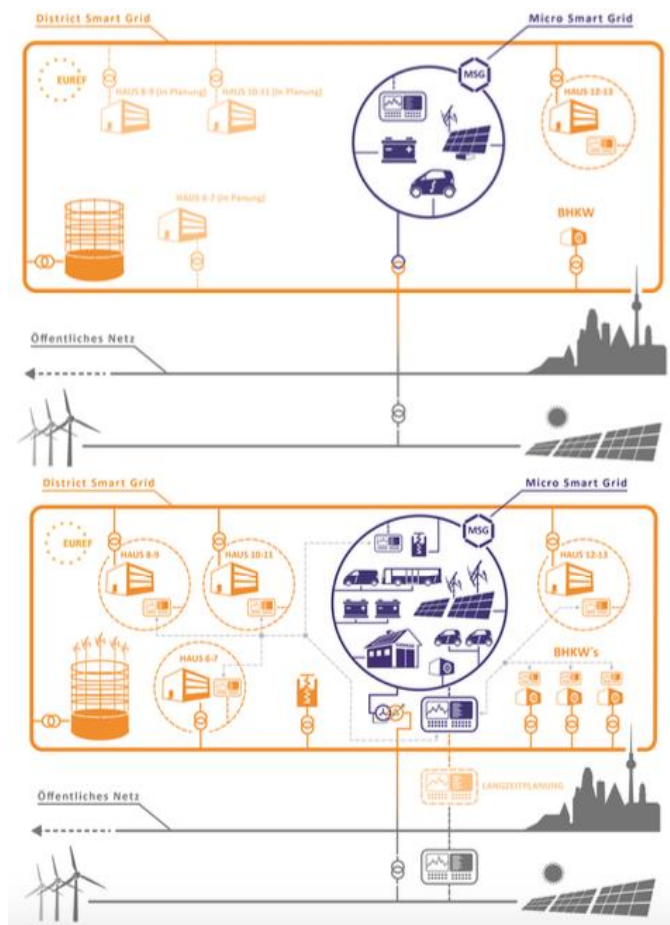 District Smart Grid
Micro Smart Grid
MSG
EUREF
HAUS 8-9 (in Planung)
HAUS 10-11 (in Planung)
HAUS 12-13
HAUS 6-7 (in Planung)
BHKW
Öffentliches Netz
District Smart Grid
Micro Smart Grid
MSG
EUREF
HAUS 8-9
HAUS 10-11
HAUS 12-13
HAUS 6-7
BHKW's
LANGZEITPLANUNG
Öffentliches Netz